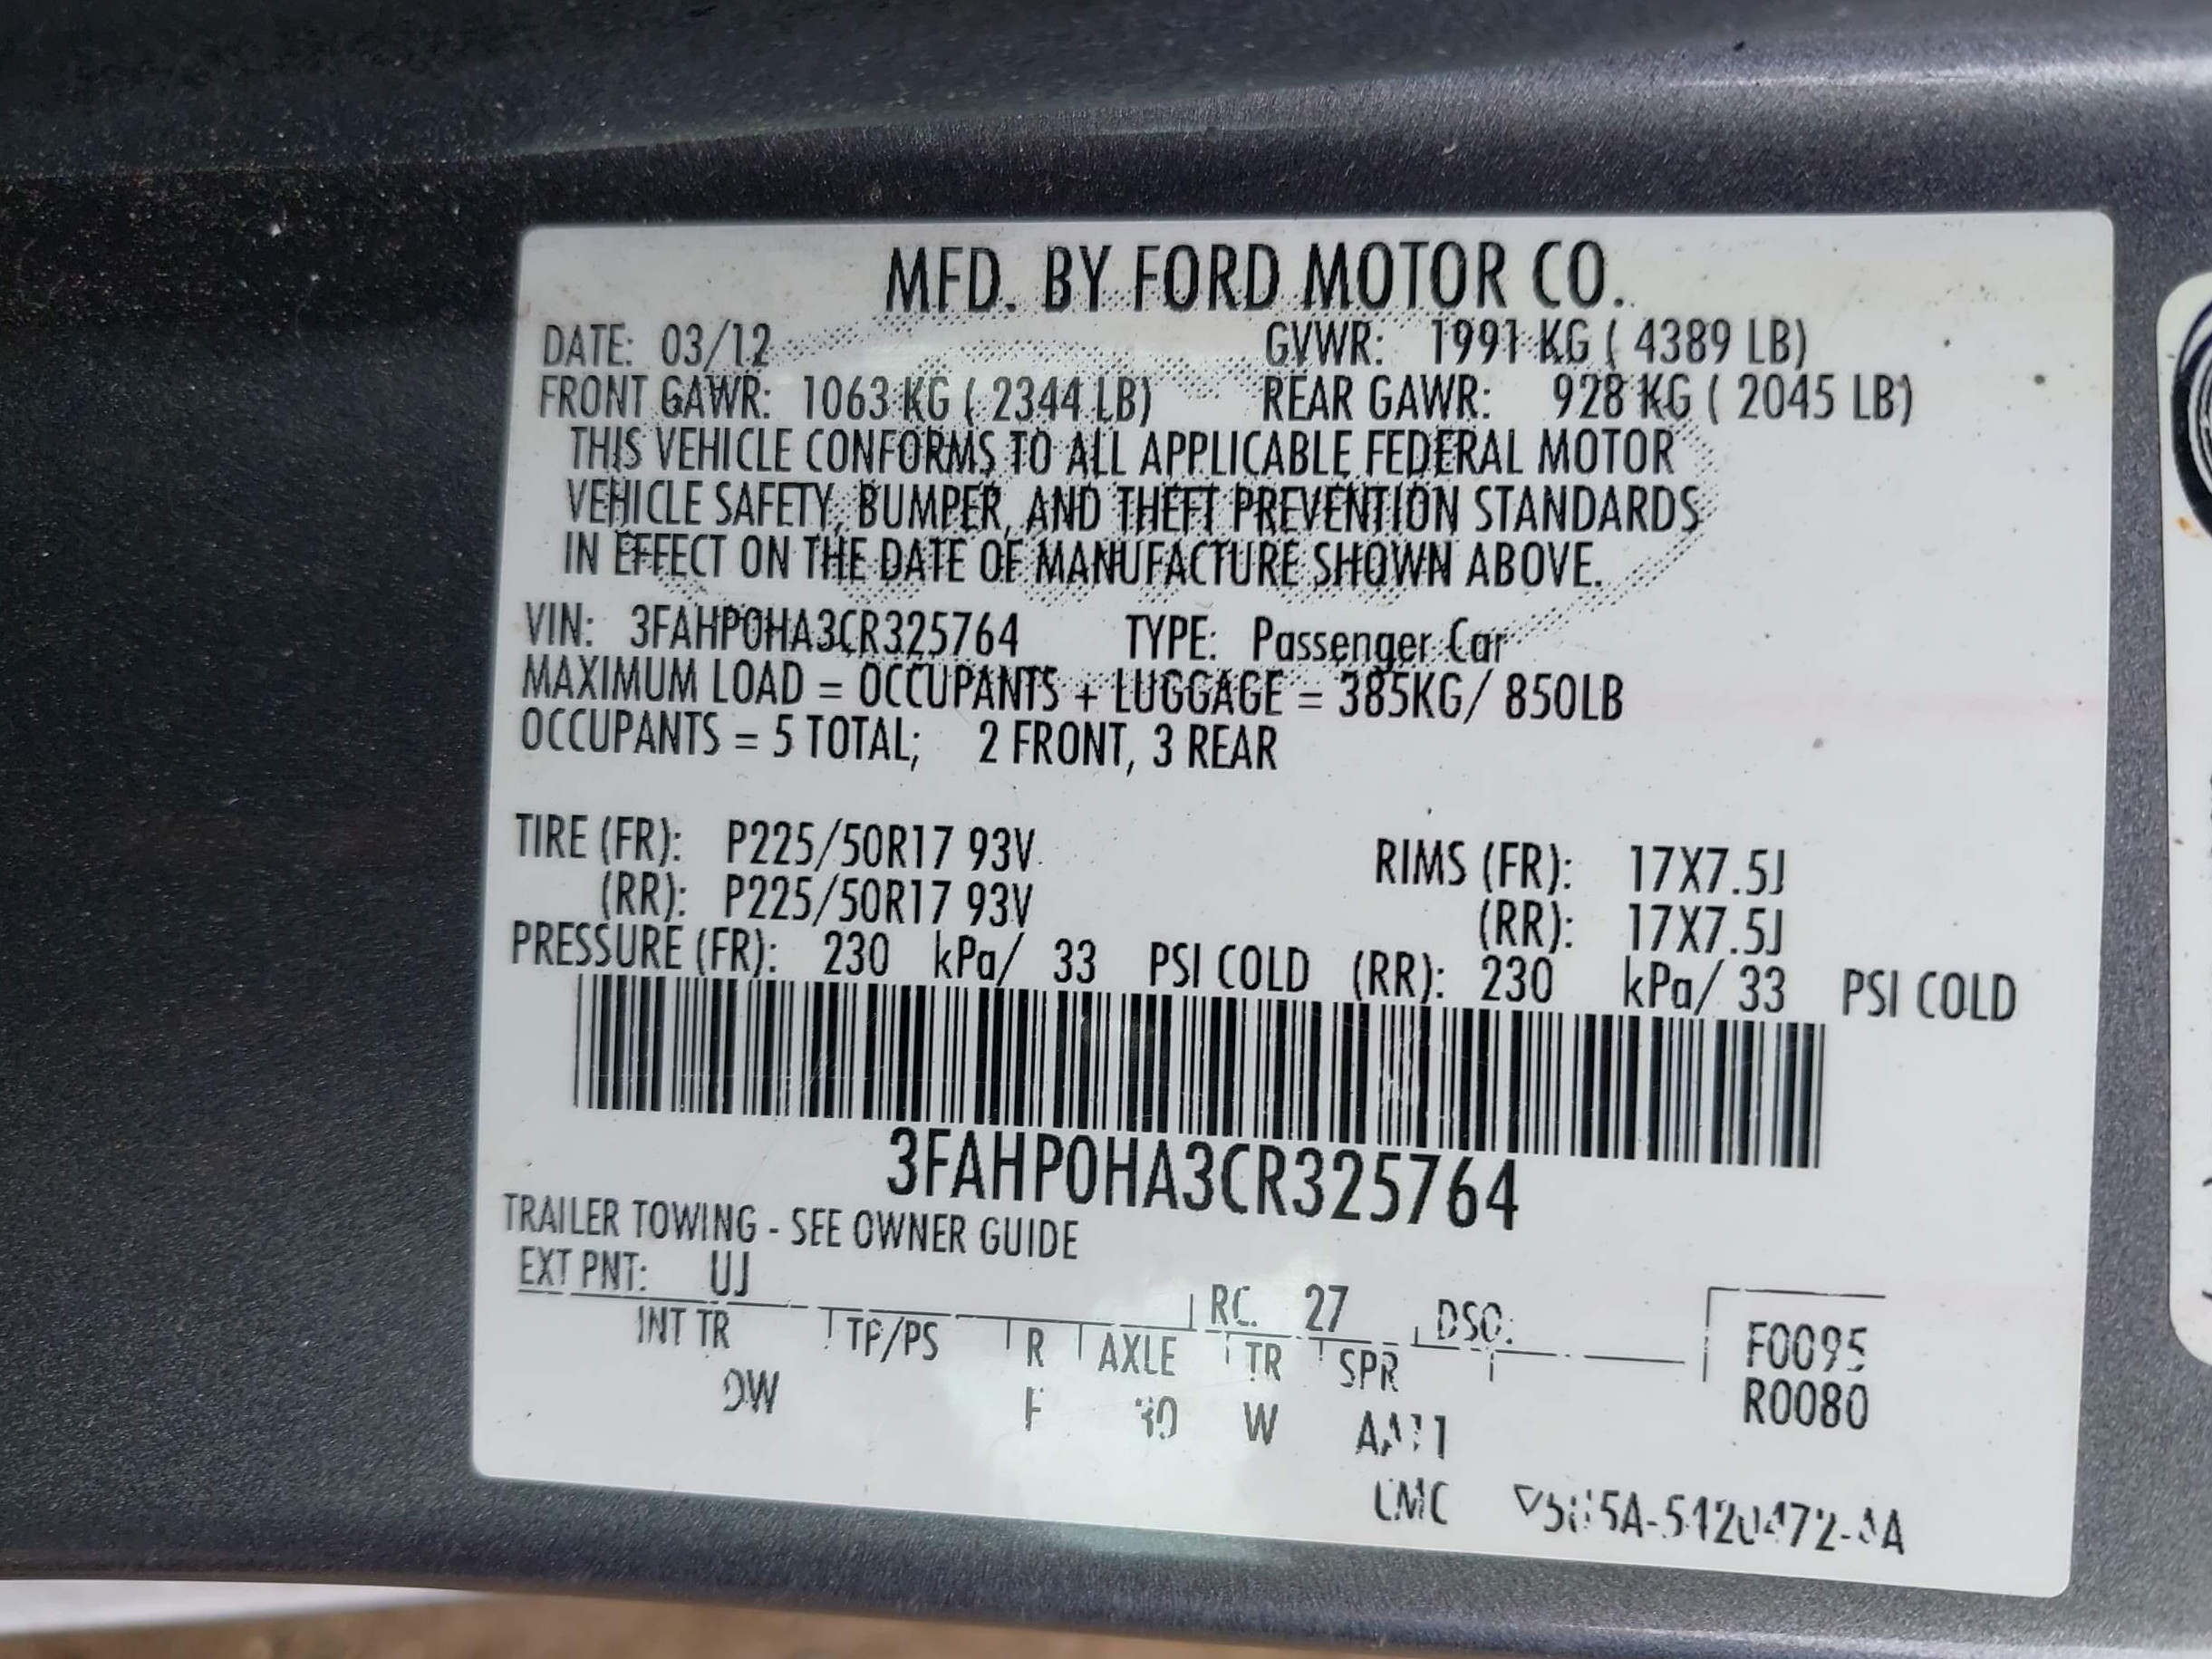 MFD. BY FORD MOTOR CO.
DATE: 03/12 GVWR: 1991 KG ( 4389 LB)
FRONT GAWR: 1063 KG ( 2344 LB) REAR GAWR: 928 KG ( 2045 LB)
THIS VEHICLE CONFORMS TO ALL APPLICABLE FEDERAL MOTOR
VEHICLE SAFETY, BUMPER, AND THEFT PREVENTION STANDARDS
IN EFFECT ON THE DATE OF MANUFACTURE SHOWN ABOVE.
VIN: 3FAHP0HA3CR325764 TYPE: Passenger Car
MAXIMUM LOAD = OCCUPANTS + LUGGAGE = 385KG/ 850LB
OCCUPANTS = 5 TOTAL; 2 FRONT, 3 REAR
TIRE (FR): P225/50R17 93V RIMS (FR): 17X7.5J
(RR): P225/50R17 93V (RR): 17X7.5J
PRESSURE (FR): 230 kPa/ 33 PSI COLD (RR): 230 kPa/ 33 PSI COLD
3FAHP0HA3CR325764
TRAILER TOWING - SEE OWNER GUIDE
EXT PNT: UJ RC: 27 DSO:
INT TR TP/PS R AXLE TR SPR F0095
W R0080